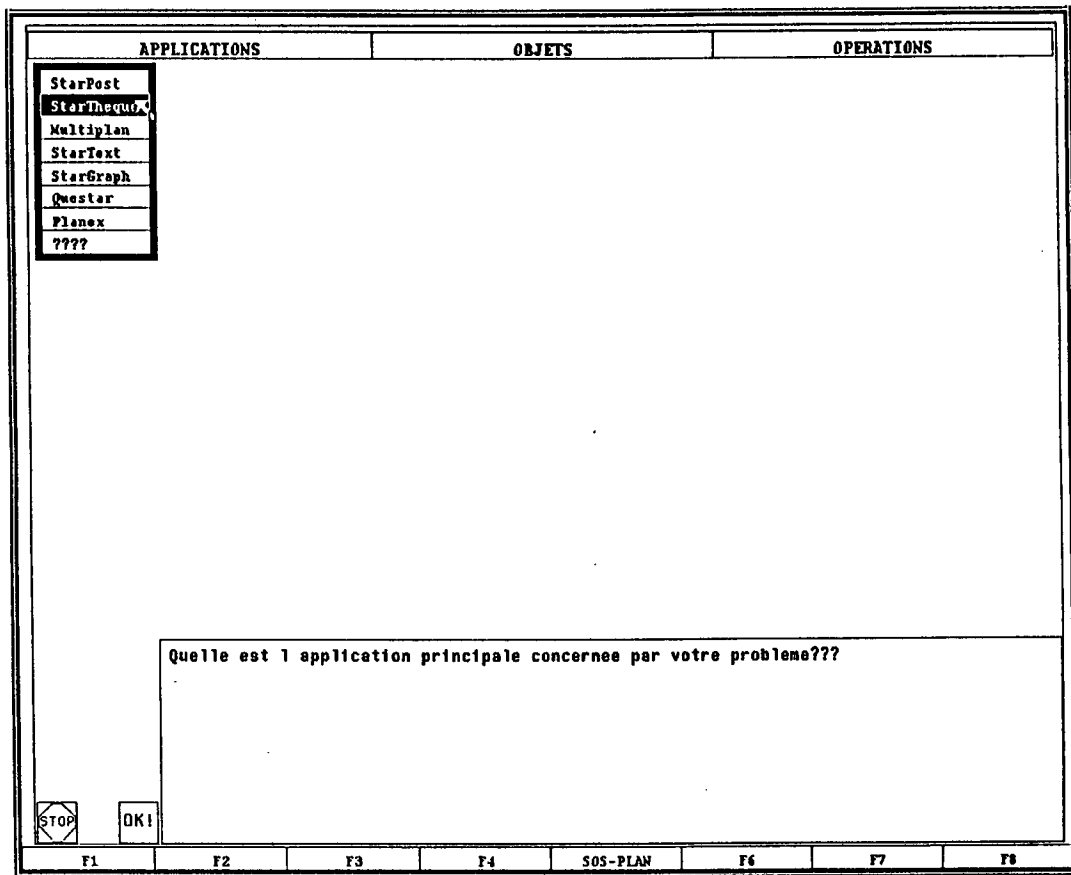 APPLICATIONS OBJETS OPERATIONS
StarPost
StarTheque
Multiplan
StarText
StarGraph
Questar
Planex
????
Quelle est l application principale concernee par votre probleme???
STOP OK!
F1 F2 F3 F4 SOS-PLAN F6 F7 F8